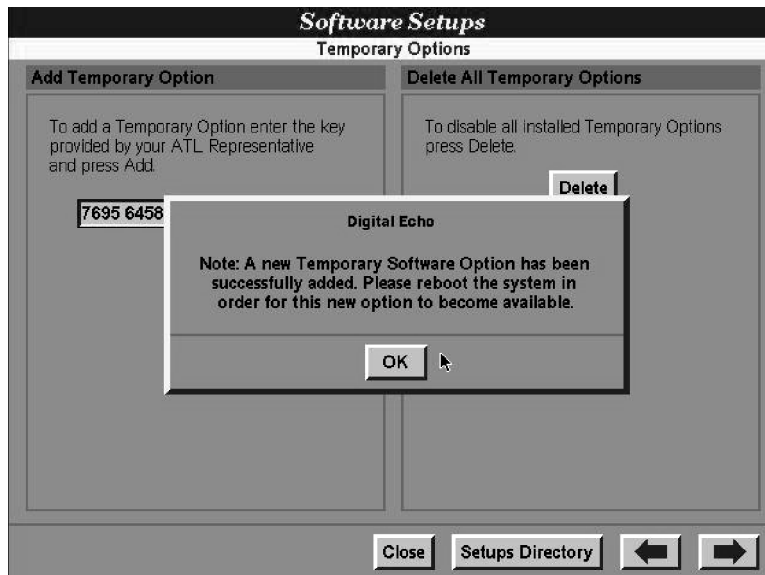 Software Setups
Temporary Options
Add Temporary Option
To add a Temporary Option enter the key
provided by your ATL Representative
and press Add.
7695 6458
Delete All Temporary Options
To disable all Installed Temporary Options
press Delete.
Delete
Digital Echo
Note: A new Temporary Software Option has been
successfully added. Please reboot the system in
order for this new option to become available.
OK
Close
Setups Directory